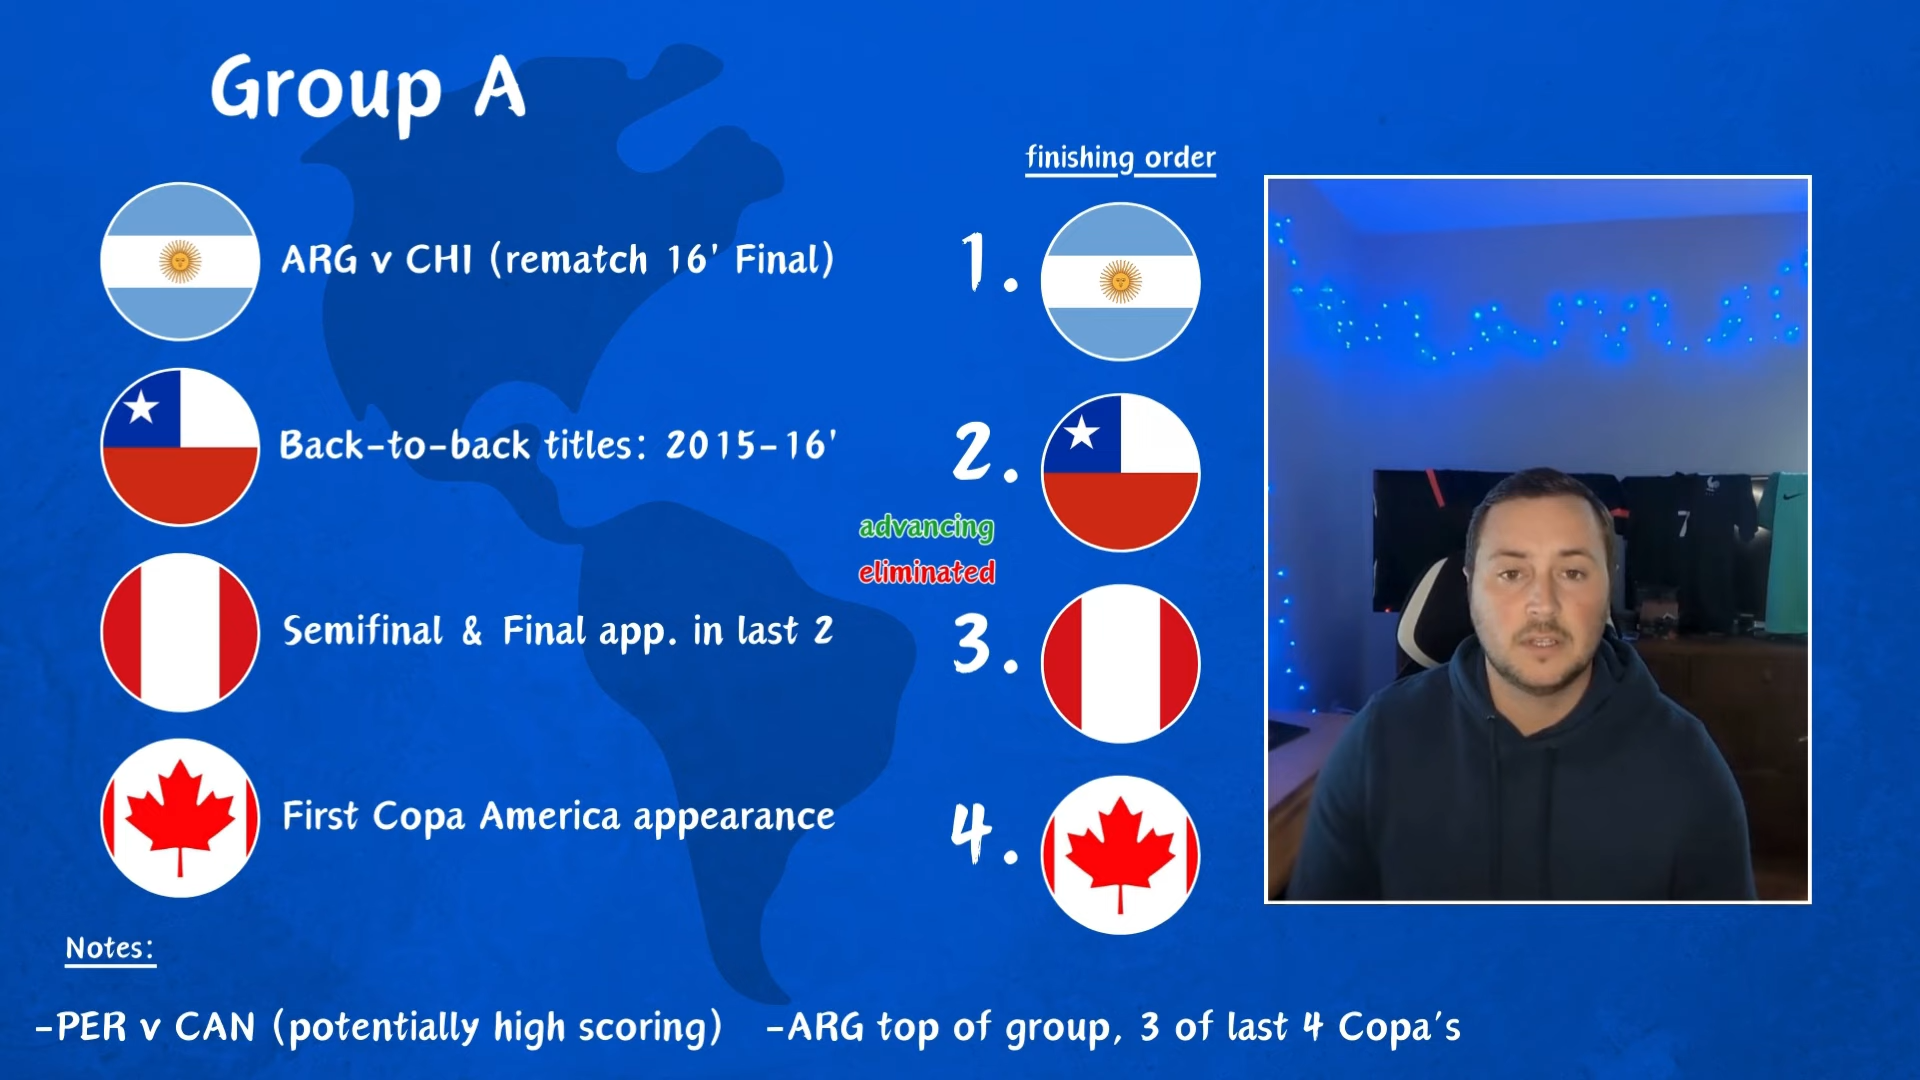 Group A
ARG v CHI (rematch 16' Final)
Back-to-back titles: 2015-16'
Semifinal & Final app. in last 2
First Copa America appearance
finishing order
1.
2.
advancing
eliminated
3.
4.
7
Notes:
-PER v CAN (potentially high scoring)
-ARG top of group, 3 of last 4 Copa's